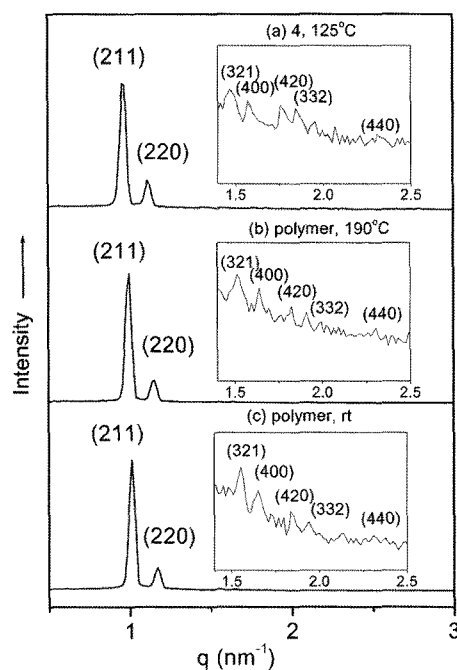 (a) 4, 125°C
(211)
(220)
(321)
(400)
(420)
(332)
(440)
1.5 2.0 2.5
(b) polymer, 190°C
(211)
(220)
(321)
(400)
(420)
(332)
(440)
1.5 2.0 2.5
(c) polymer, rt
(211)
(220)
(321)
(400)
(420)
(332)
(440)
1.5 2.0 2.5
Intensity
1 2 3
q (nm⁻¹)